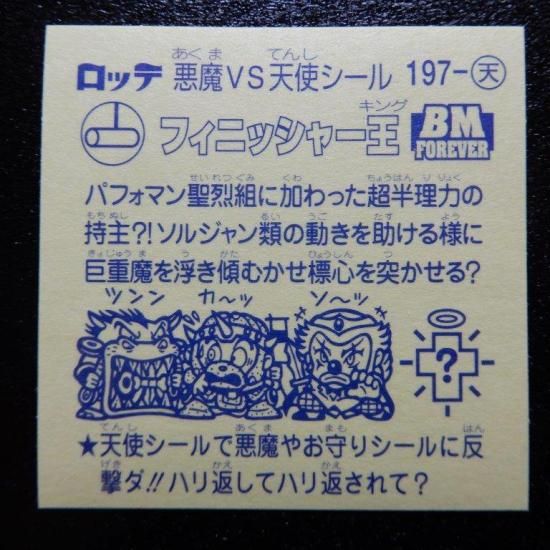 ロッテ 悪魔VS天使シール 197-天
フィニッシャー王 BM FOREVER
パフォマン聖烈組に加わった超半理力の
持主?!ソルジャン類の動きを助ける様に
巨重魔を浮き傾むかせ標心を突かせる?
ツンン カ〜ッ ソ〜ッ
?
★天使シールで悪魔やお守りシールに反
撃ダ!!ハリ返してハリ返されて?